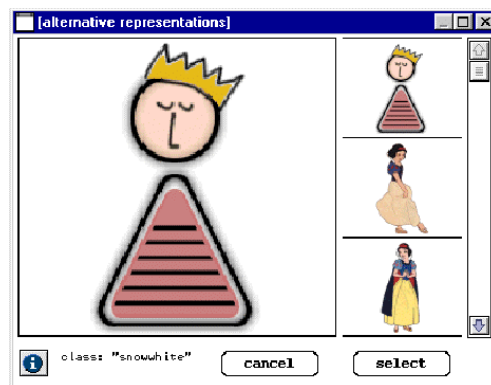 [alternative representations]
class: "snowwhite"
cancel
select